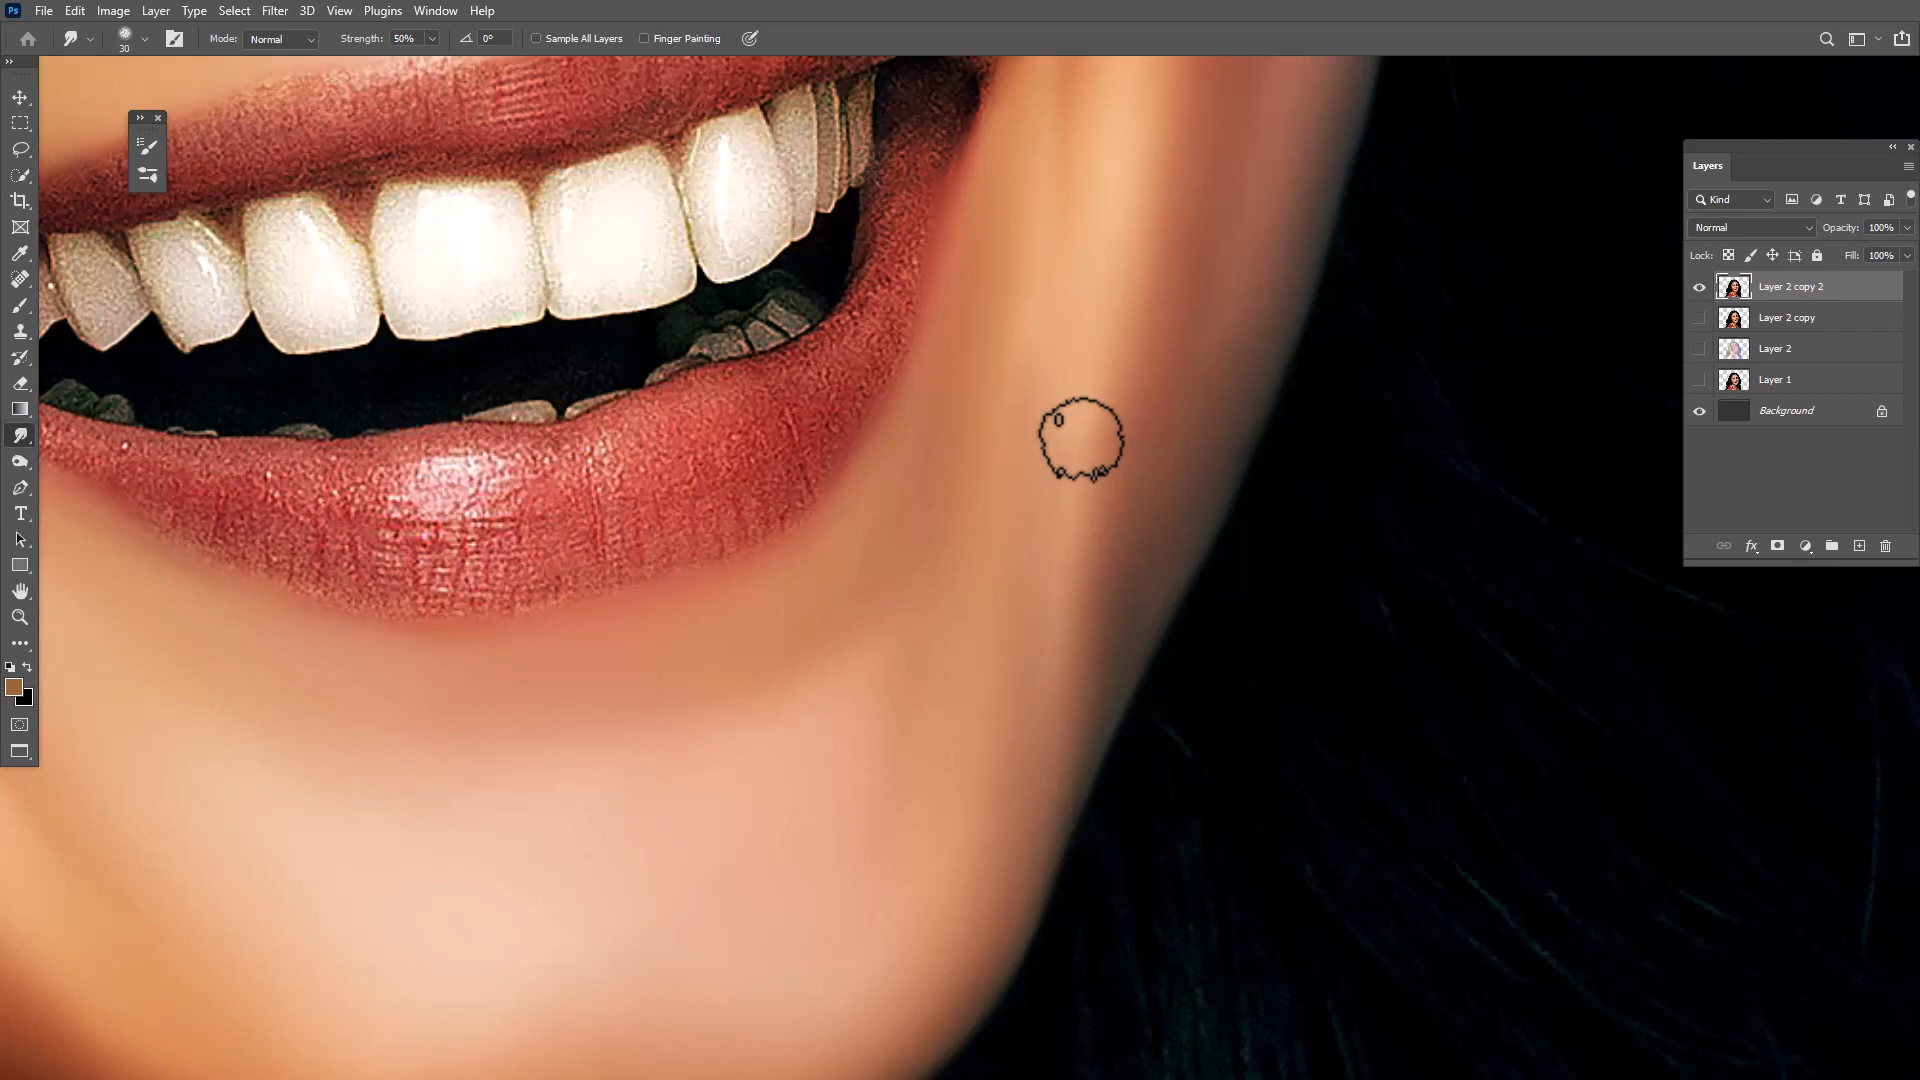 Ps File Edit Image Layer Type Select Filter 3D View Plugins Window Help
30 Mode: Normal Strength: 50% 0° Sample All Layers Finger Painting
Layers
Kind
Normal Opacity: 100%
Lock: Fill: 100%
Layer 2 copy 2
Layer 2 copy
Layer 2
Layer 1
Background
fx